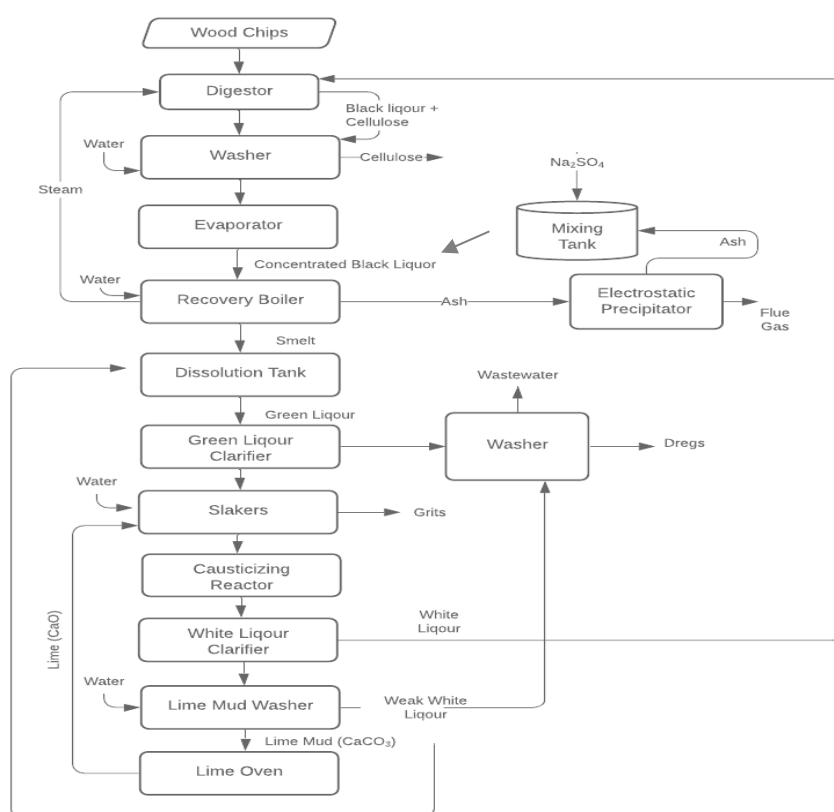 Wood Chips
Digestor
Black liqour +
Cellulose
Water
Washer
Cellulose
Na₂SO₄
Steam
Evaporator
Mixing
Tank
Ash
Concentrated Black Liquor
Water
Recovery Boiler
Ash
Electrostatic
Precipitator
Flue
Gas
Smelt
Dissolution Tank
Wastewater
Green Liqour
Green Liqour
Clarifier
Washer
Dregs
Water
Slakers
Grits
Causticizing
Reactor
White
Liqour
White Liqour
Clarifier
Lime (CaO)
Water
Lime Mud Washer
Weak White
Liqour
Lime Mud (CaCO₃)
Lime Oven